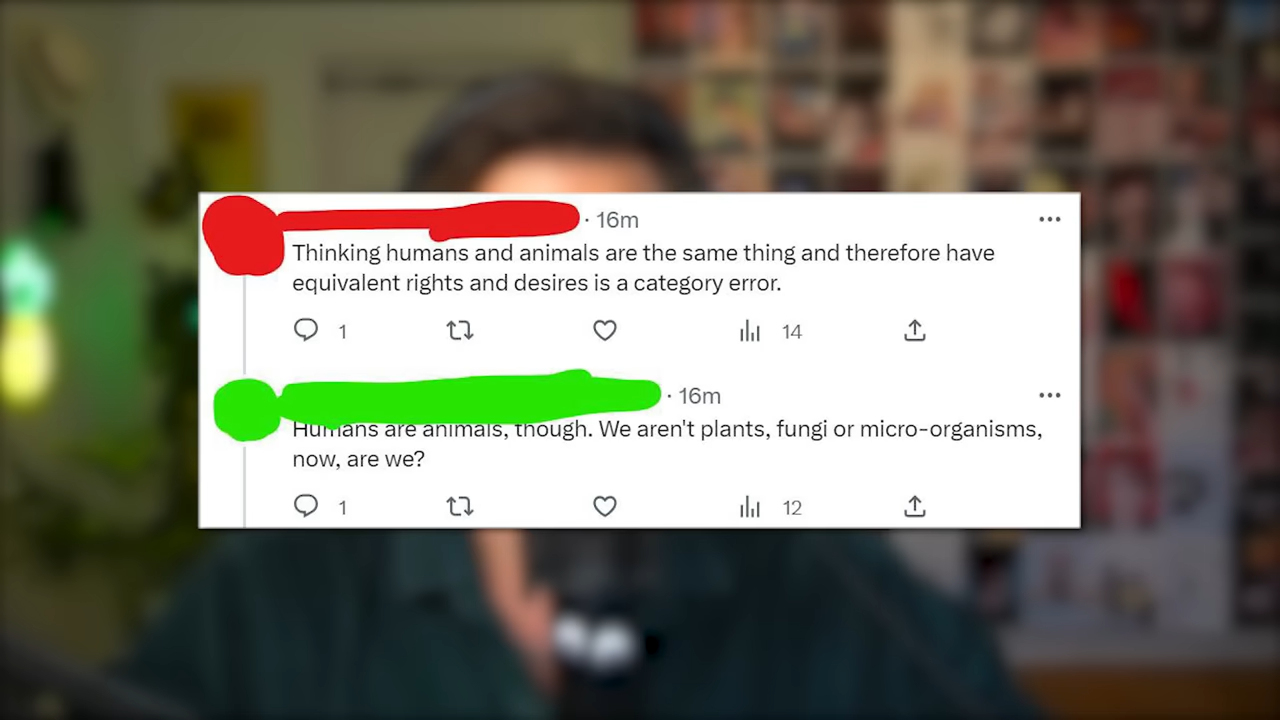 · 16m
Thinking humans and animals are the same thing and therefore have
equivalent rights and desires is a category error.
1 14
· 16m
Humans are animals, though. We aren't plants, fungi or micro-organisms,
now, are we?
1 12